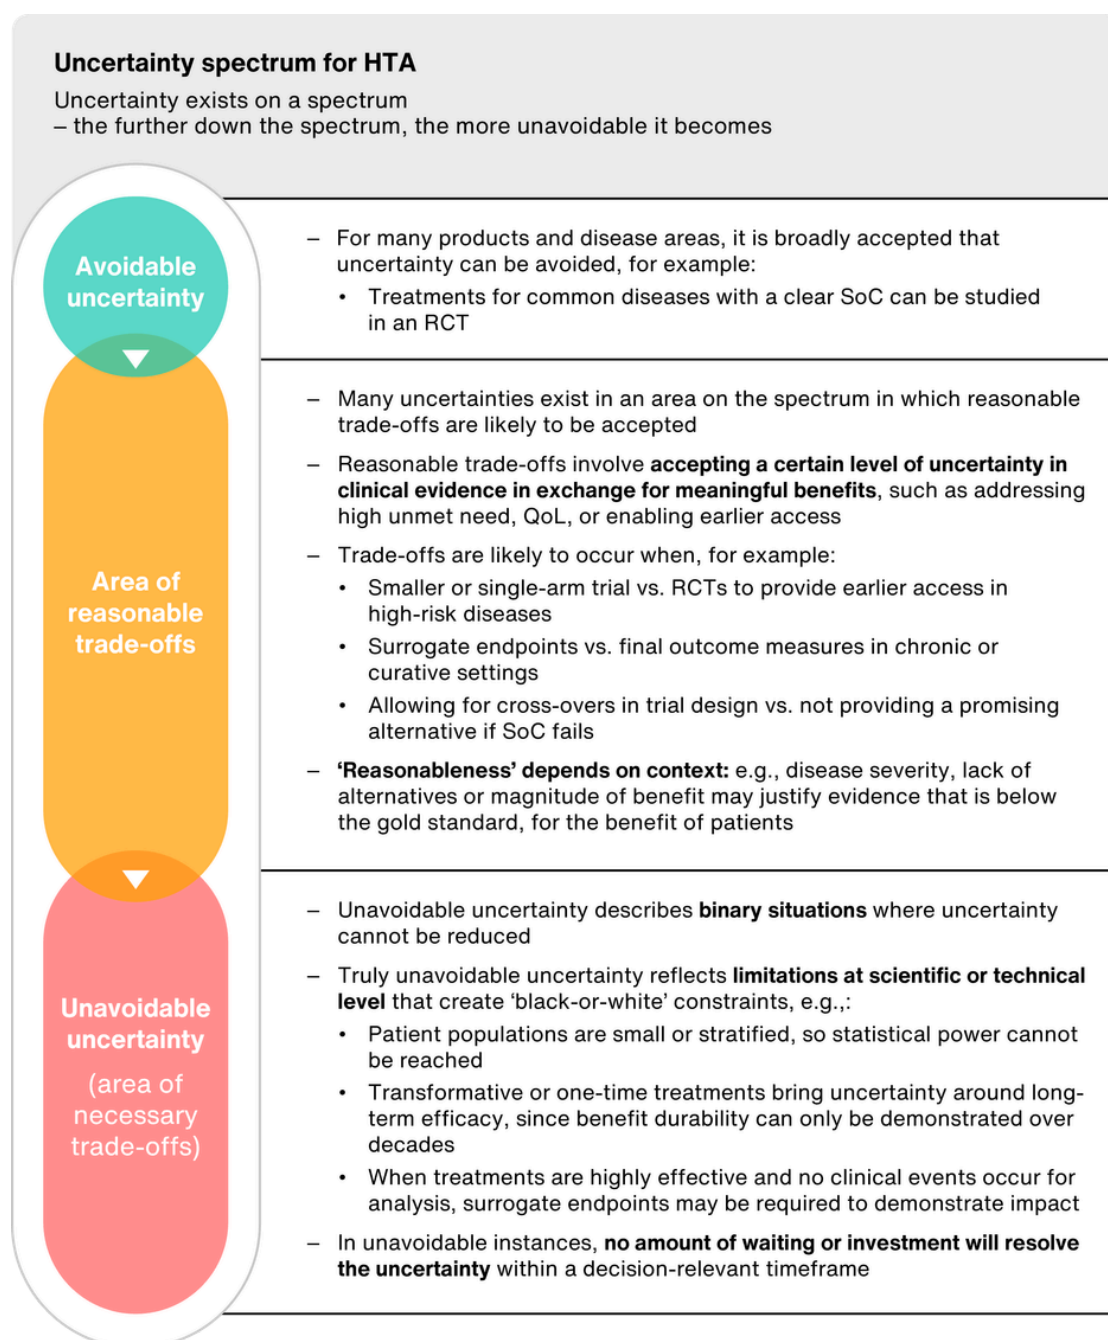 Uncertainty spectrum for HTA
Uncertainty exists on a spectrum
– the further down the spectrum, the more unavoidable it becomes
Avoidable
uncertainty
– For many products and disease areas, it is broadly accepted that
uncertainty can be avoided, for example:
• Treatments for common diseases with a clear SoC can be studied
in an RCT
Area of
reasonable
trade-offs
– Many uncertainties exist in an area on the spectrum in which reasonable
trade-offs are likely to be accepted
– Reasonable trade-offs involve accepting a certain level of uncertainty in
clinical evidence in exchange for meaningful benefits, such as addressing
high unmet need, QoL, or enabling earlier access
– Trade-offs are likely to occur when, for example:
• Smaller or single-arm trial vs. RCTs to provide earlier access in
high-risk diseases
• Surrogate endpoints vs. final outcome measures in chronic or
curative settings
• Allowing for cross-overs in trial design vs. not providing a promising
alternative if SoC fails
– ‘Reasonableness’ depends on context: e.g., disease severity, lack of
alternatives or magnitude of benefit may justify evidence that is below
the gold standard, for the benefit of patients
Unavoidable
uncertainty
(area of
necessary
trade-offs)
– Unavoidable uncertainty describes binary situations where uncertainty
cannot be reduced
– Truly unavoidable uncertainty reflects limitations at scientific or technical
level that create ‘black-or-white’ constraints, e.g.,:
• Patient populations are small or stratified, so statistical power cannot
be reached
• Transformative or one-time treatments bring uncertainty around long-
term efficacy, since benefit durability can only be demonstrated over
decades
• When treatments are highly effective and no clinical events occur for
analysis, surrogate endpoints may be required to demonstrate impact
– In unavoidable instances, no amount of waiting or investment will resolve
the uncertainty within a decision-relevant timeframe